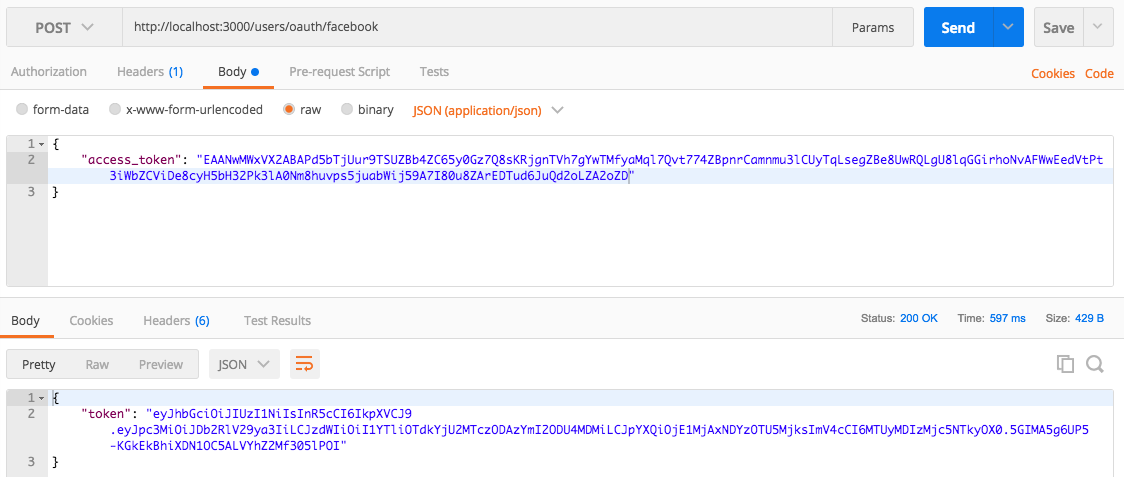 POST http://localhost:3000/users/oauth/facebook Params Send Save
Authorization Headers (1) Body Pre-request Script Tests Cookies Code
form-data x-www-form-urlencoded raw binary JSON (application/json)
1 {
2 "access_token": "EAANwMWxVX2ABAPd5bTjUur9TSUZBb4ZC65y0Gz7Q8sKRjgnTVh7gYwTMfyaMql7Qvt774ZBpnrCamnmu3lCUyTqLsegZBe8UwRQLgU8lqGGirhoNvAFWwEedVtPt
3iWbZCViDe8cyH5bH32Pk3lA0Nm8huvps5juabWij59A7I80u8ZArEDTud6JuQd2oLZA2oZD"
3 }
Body Cookies Headers (6) Test Results Status: 200 OK Time: 597 ms Size: 429 B
Pretty Raw Preview JSON
1 {
2 "token": "eyJhbGciOiJIUzI1NiIsInR5cCI6IkpXVCJ9
.eyJpc3MiOiJDb2RlV29ya3IiLCJzdWIiOiI1YTliOTdkYjU2MTczODAzYmI2ODU4MDMiLCJpYXQiOjE1MjAxNDYzOTU5MjksImV4cCI6MTUyMDIzMjc5NTkyOX0.5GIMA5g6UP5
-KGkEkBhiXDN1OC5ALVYhZZMf305lPOI"
3 }